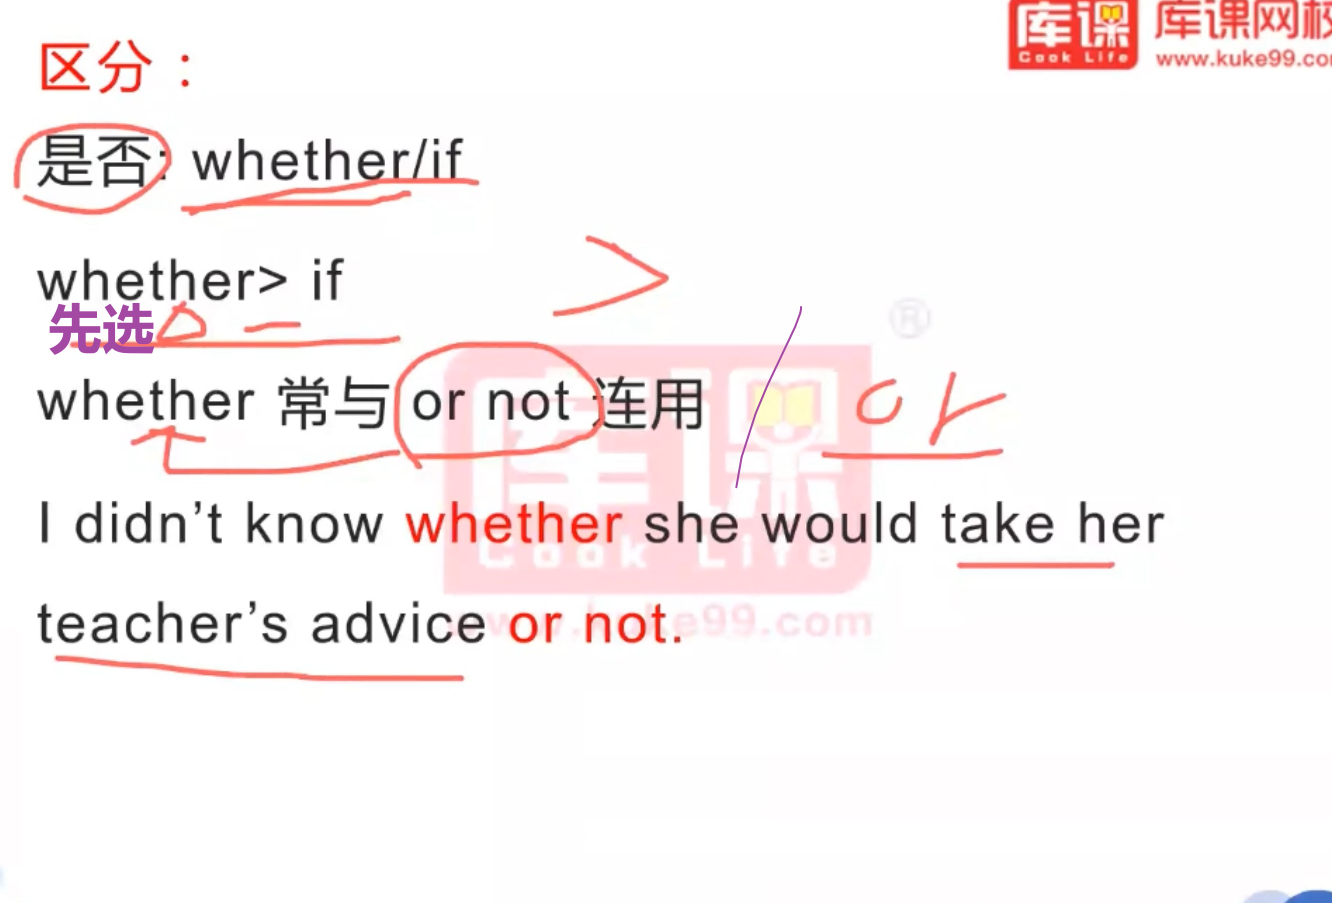 库课 库课网校
Cook Life www.kuke99.co
区分：
是否: whether/if
whether> if
先选
whether 常与 or not 连用 / or
I didn't know whether she would take her
teacher's advice or not.
库课
®
Cook Life
www.kuke99.com